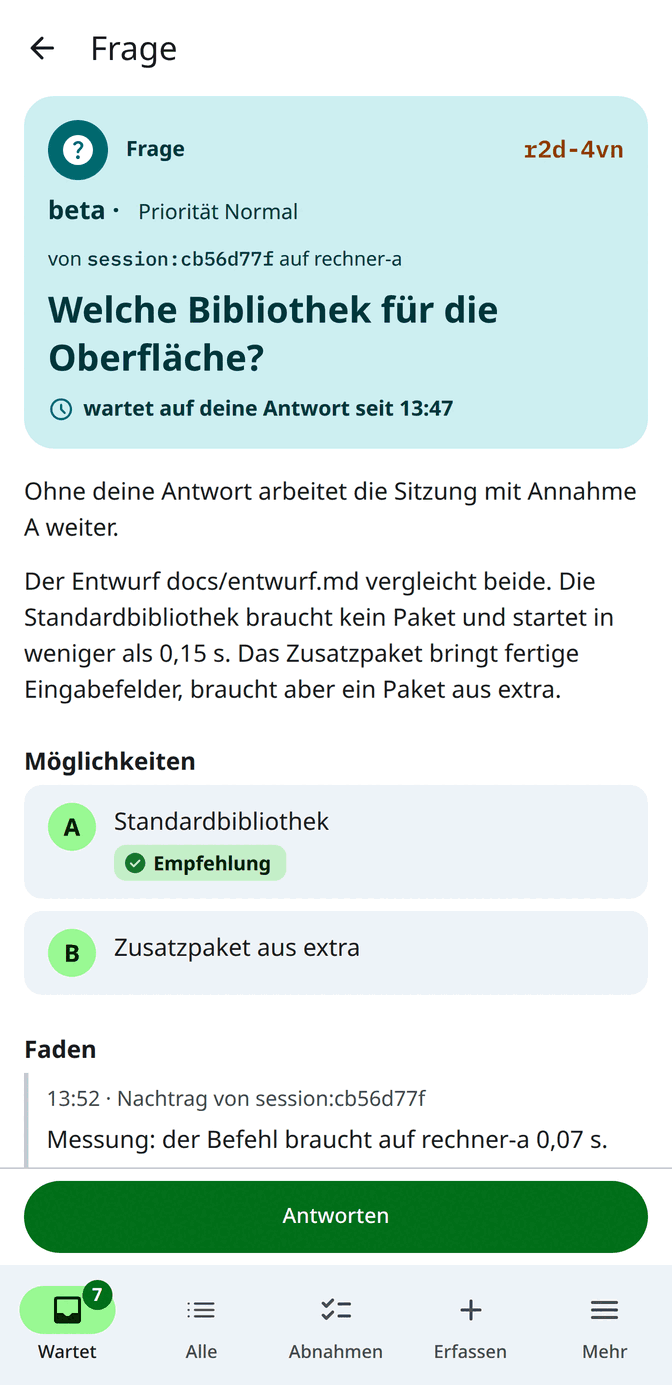 Frage
Frage
r2d-4vn
beta · Priorität Normal
von session:cb56d77f auf rechner-a
Welche Bibliothek für die
Oberfläche?
wartet auf deine Antwort seit 13:47
Ohne deine Antwort arbeitet die Sitzung mit Annahme
A weiter.
Der Entwurf docs/entwurf.md vergleicht beide. Die
Standardbibliothek braucht kein Paket und startet in
weniger als 0,15 s. Das Zusatzpaket bringt fertige
Eingabefelder, braucht aber ein Paket aus extra.
Möglichkeiten
A
Standardbibliothek
Empfehlung
B
Zusatzpaket aus extra
Faden
13:52 · Nachtrag von session:cb56d77f
Messung: der Befehl braucht auf rechner-a 0,07 s.
Antworten
7
Wartet
Alle
Abnahmen
Erfassen
Mehr